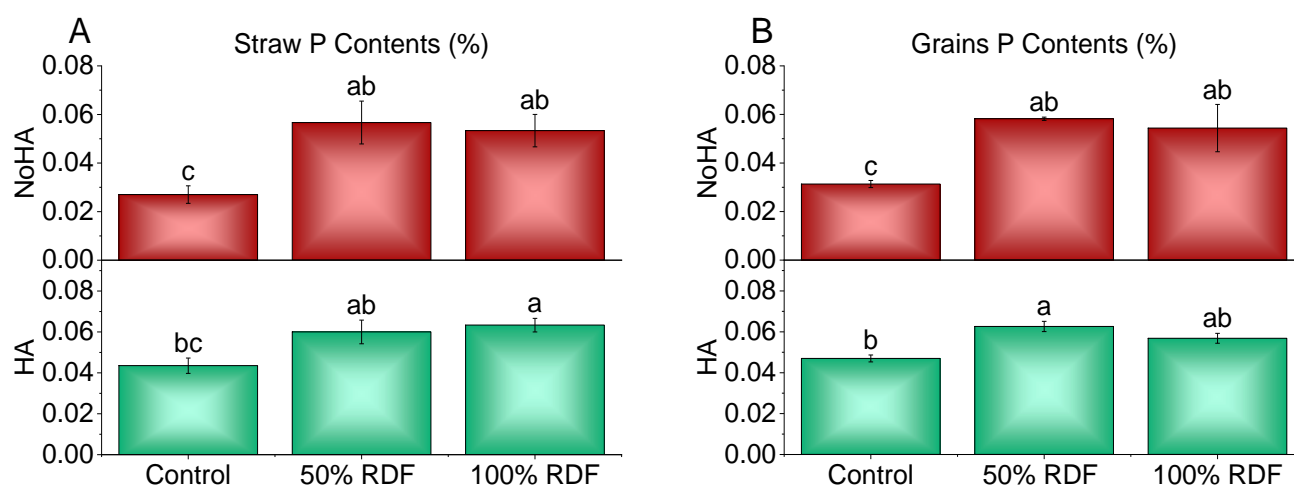 A
Straw P Contents (%)
0.08
0.06
0.04
0.02
0.00
NoHA
c
ab
ab
0.08
0.06
0.04
0.02
0.00
HA
bc
ab
a
Control
50% RDF
100% RDF
B
Grains P Contents (%)
0.08
0.06
0.04
0.02
0.00
NoHA
c
ab
ab
0.08
0.06
0.04
0.02
0.00
HA
b
a
ab
Control
50% RDF
100% RDF